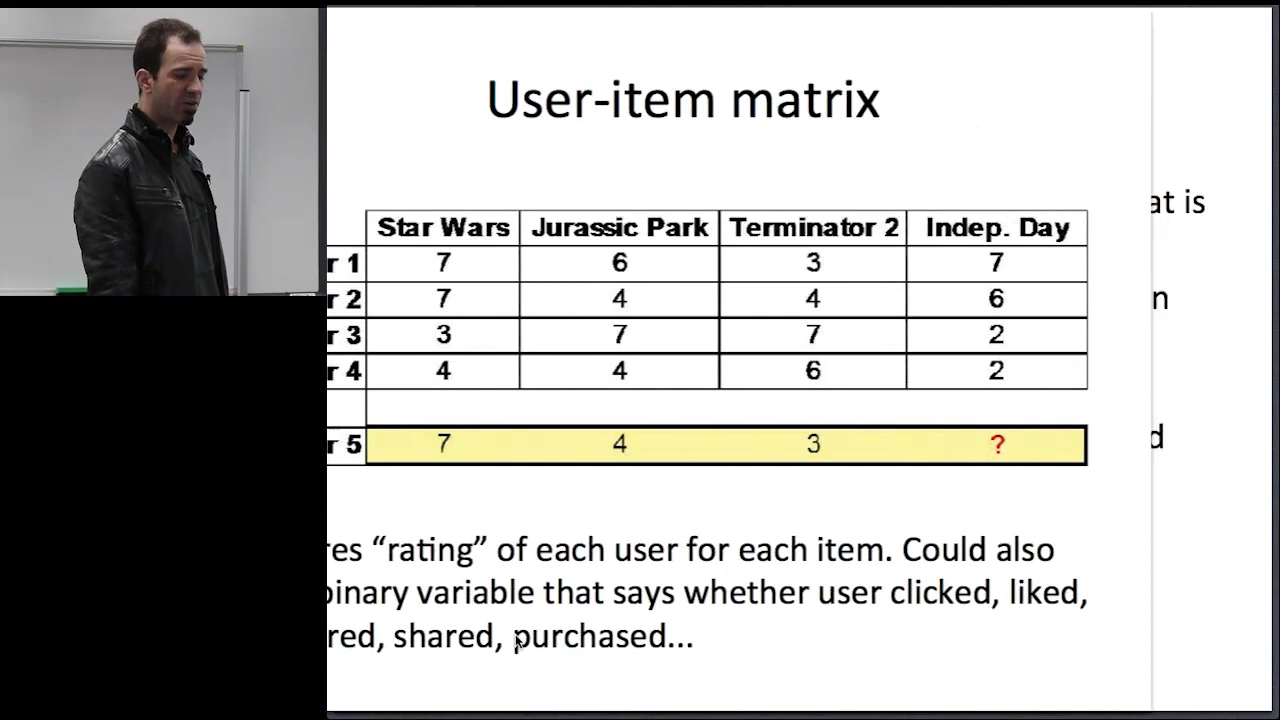 User-item matrix
at is
Star Wars Jurassic Park Terminator 2 Indep. Day
r 1 7 6 3 7
r 2 7 4 4 6
n
r 3 3 7 7 2
r 4 4 4 6 2
r 5 7 4 3 ?
d
res “rating” of each user for each item. Could also
binary variable that says whether user clicked, liked,
red, shared, purchased...